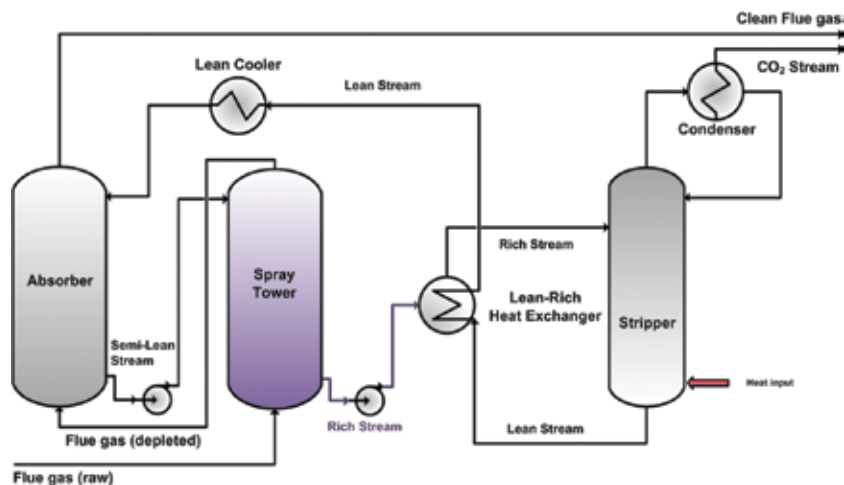 Clean Flue gas
CO₂ Stream
Lean Cooler
Lean Stream
Condenser
Absorber
Spray
Tower
Rich Stream
Lean-Rich
Heat Exchanger
Stripper
Semi-Lean
Stream
Heat input
Rich Stream
Lean Stream
Flue gas (depleted)
Flue gas (raw)